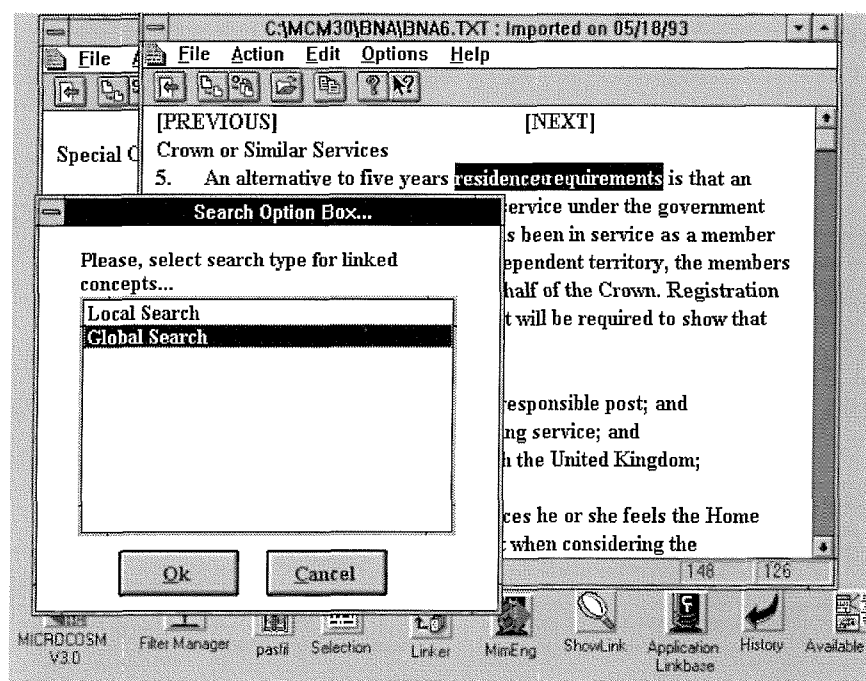 C:\MCM30\BNA\BNA6.TXT : Imported on 05/18/93
File
File Action Edit Options Help
[PREVIOUS] [NEXT]
Special C
Crown or Similar Services
5. An alternative to five years residence requirements is that an
service under the government
s been in service as a member
ependent territory, the members
half of the Crown. Registration
t will be required to show that
responsible post; and
ng service; and
h the United Kingdom;
ces he or she feels the Home
t when considering the
148 126
Search Option Box...
Please, select search type for linked
concepts...
Local Search
Global Search
Ok Cancel
MICROCOSM
V3.0
Filter Manager
pasfil
Selection
Linker
MimEng
ShowLink
Application
Linkbase
History
Available